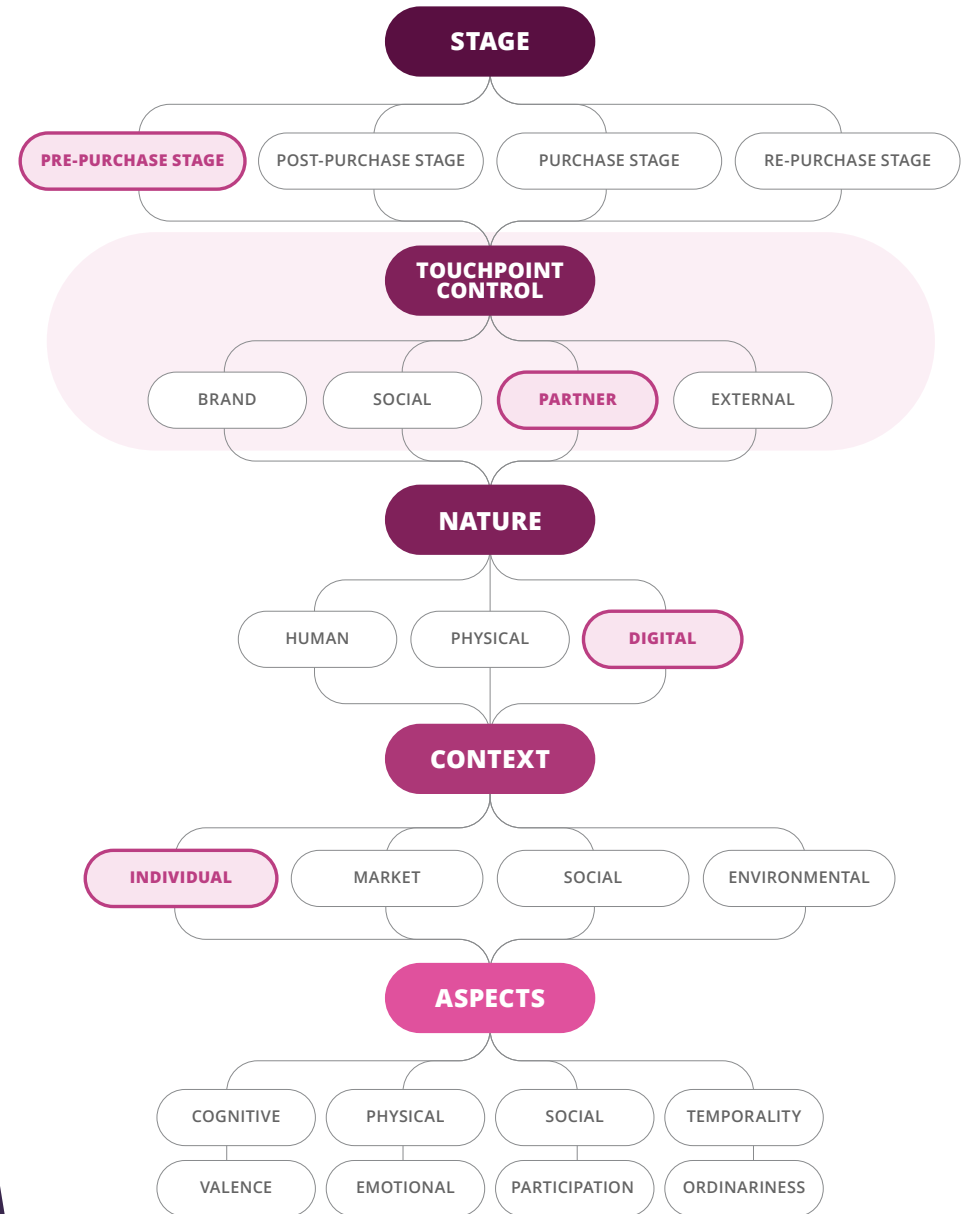 STAGE
PRE-PURCHASE STAGE
POST-PURCHASE STAGE
PURCHASE STAGE
RE-PURCHASE STAGE
TOUCHPOINT
CONTROL
BRAND
SOCIAL
PARTNER
EXTERNAL
NATURE
HUMAN
PHYSICAL
DIGITAL
CONTEXT
INDIVIDUAL
MARKET
SOCIAL
ENVIRONMENTAL
ASPECTS
COGNITIVE
PHYSICAL
SOCIAL
TEMPORALITY
VALENCE
EMOTIONAL
PARTICIPATION
ORDINARINESS